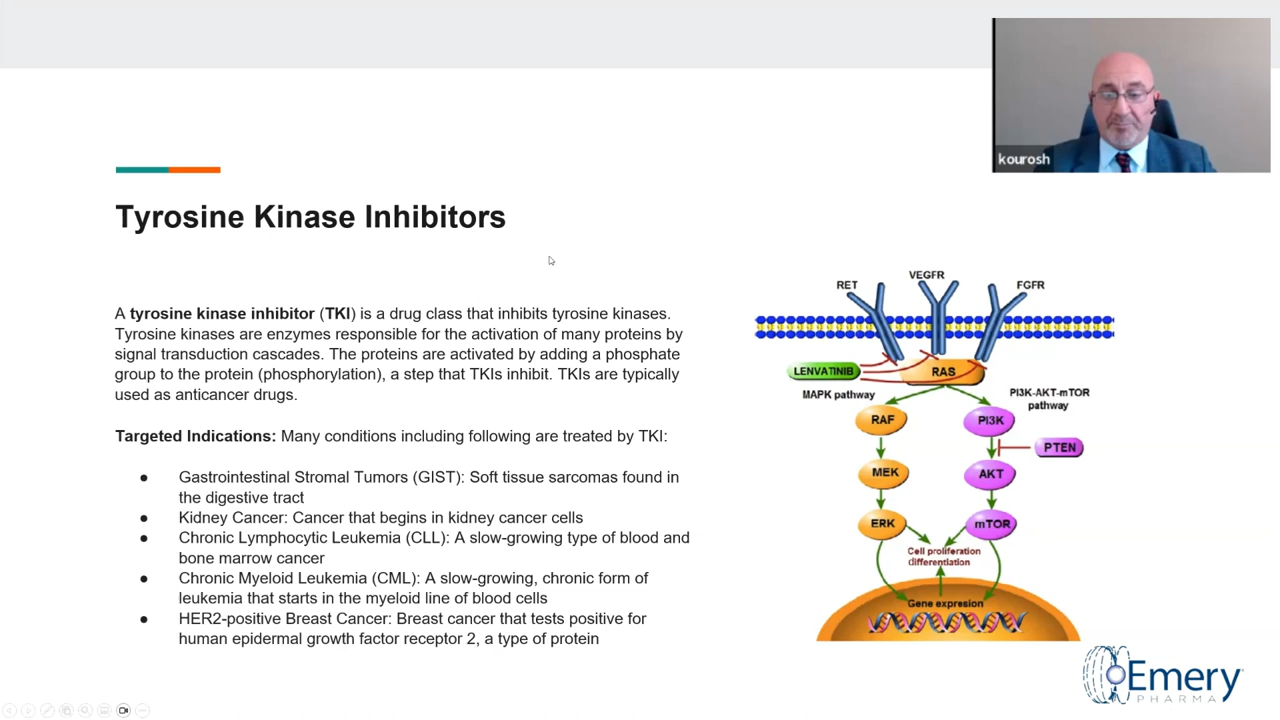 kourosh
Tyrosine Kinase Inhibitors
A tyrosine kinase inhibitor (TKI) is a drug class that inhibits tyrosine kinases.
Tyrosine kinases are enzymes responsible for the activation of many proteins by
signal transduction cascades. The proteins are activated by adding a phosphate
group to the protein (phosphorylation), a step that TKIs inhibit. TKIs are typically
used as anticancer drugs.
Targeted Indications: Many conditions including following are treated by TKI:
● Gastrointestinal Stromal Tumors (GIST): Soft tissue sarcomas found in
the digestive tract
● Kidney Cancer: Cancer that begins in kidney cancer cells
● Chronic Lymphocytic Leukemia (CLL): A slow-growing type of blood and
bone marrow cancer
● Chronic Myeloid Leukemia (CML): A slow-growing, chronic form of
leukemia that starts in the myeloid line of blood cells
● HER2-positive Breast Cancer: Breast cancer that tests positive for
human epidermal growth factor receptor 2, a type of protein
RET
VEGFR
FGFR
LENVATINIB
RAS
MAPK pathway
PI3K-AKT-mTOR
pathway
RAF
PI3K
PTEN
MEK
AKT
ERK
mTOR
Cell proliferation
differentiation
Gene expresion
Emery
PHARMA